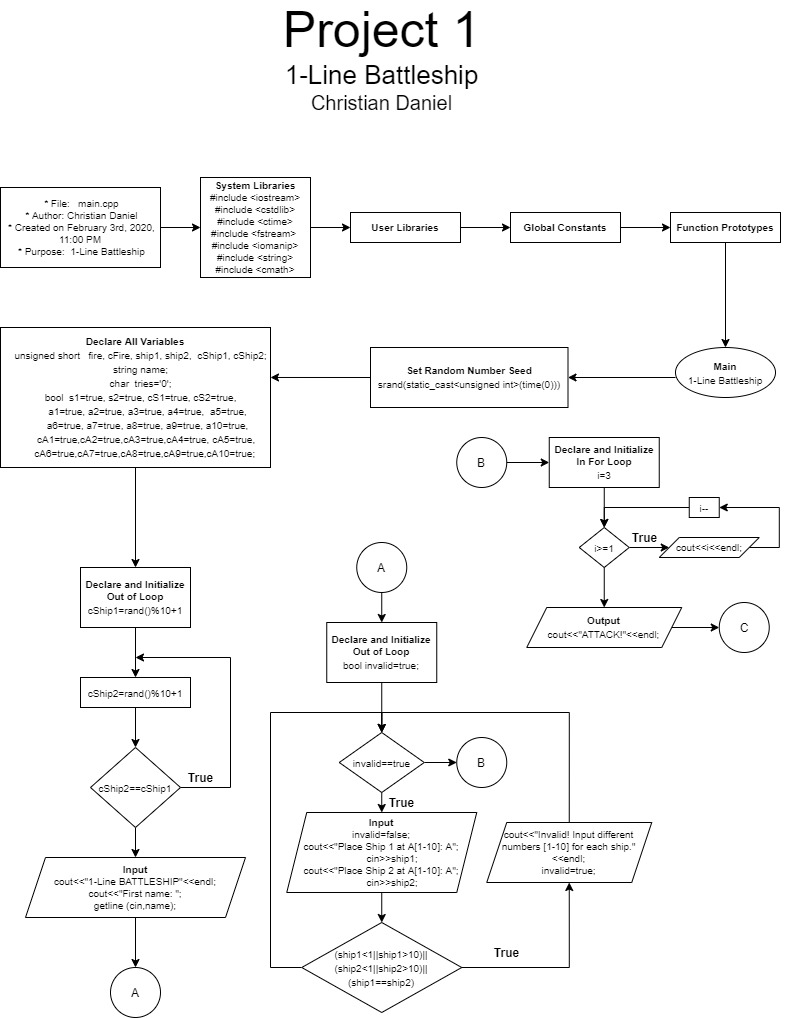 Project 1
1-Line Battleship
Christian Daniel
* File:   main.cpp
* Author: Christian Daniel
* Created on February 3rd, 2020,
11:00 PM
* Purpose:  1-Line Battleship
System Libraries
#include <iostream>
#include <cstdlib>
#include <ctime>
#include <fstream>
#include <iomanip>
#include <string>
#include <cmath>
User Libraries
Global Constants
Function Prototypes
Main
1-Line Battleship
Set Random Number Seed
srand(static_cast<unsigned int>(time(0)))
Declare All Variables
unsigned short   fire, cFire, ship1, ship2,  cShip1, cShip2;
string name;
char  tries='0';
bool  s1=true, s2=true, cS1=true, cS2=true,
a1=true, a2=true, a3=true, a4=true,  a5=true,
a6=true, a7=true, a8=true, a9=true, a10=true,
cA1=true,cA2=true,cA3=true,cA4=true, cA5=true,
cA6=true,cA7=true,cA8=true,cA9=true,cA10=true;
Declare and Initialize
Out of Loop
cShip1=rand()%10+1
cShip2=rand()%10+1
cShip2==cShip1
True
Input
cout<<"1-Line BATTLESHIP"<<endl;
cout<<"First name: ";
getline (cin,name);
A
A
Declare and Initialize
Out of Loop
bool invalid=true;
invalid==true
B
True
Input
invalid=false;
cout<<"Place Ship 1 at A[1-10]: A";
cin>>ship1;
cout<<"Place Ship 2 at A[1-10]: A";
cin>>ship2;
(ship1<1||ship1>10)||
(ship2<1||ship2>10)||
(ship1==ship2)
True
cout<<"Invalid! Input different
numbers [1-10] for each ship."
<<endl;
invalid=true;
B
Declare and Initialize
In For Loop
i=3
i--
i>=1
True
cout<<i<<endl;
Output
cout<<"ATTACK!"<<endl;
C